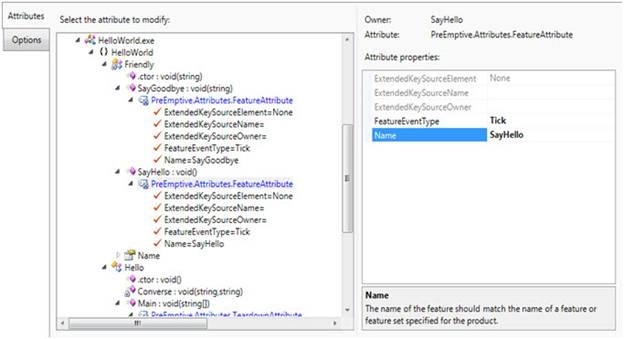 Attributes
Options
Select the attribute to modify:
HelloWorld.exe
{} HelloWorld
Friendly
.ctor : void(string)
SayGoodbye : void(string)
PreEmptive.Attributes.FeatureAttribute
ExtendedKeySourceElement=None
ExtendedKeySourceName=
ExtendedKeySourceOwner=
FeatureEventType=Tick
Name=SayGoodbye
SayHello : void()
PreEmptive.Attributes.FeatureAttribute
ExtendedKeySourceElement=None
ExtendedKeySourceName=
ExtendedKeySourceOwner=
FeatureEventType=Tick
Name=SayHello
Name
Hello
.ctor : void()
Converse : void(string,string)
Main : void(string[])
PreEmptive.Attributes.TeardownAttribute
Owner: SayHello
Attribute: PreEmptive.Attributes.FeatureAttribute
Attribute properties:
ExtendedKeySourceElement None
ExtendedKeySourceName
ExtendedKeySourceOwner
FeatureEventType Tick
Name SayHello
Name
The name of the feature should match the name of a feature or
feature set specified for the product.